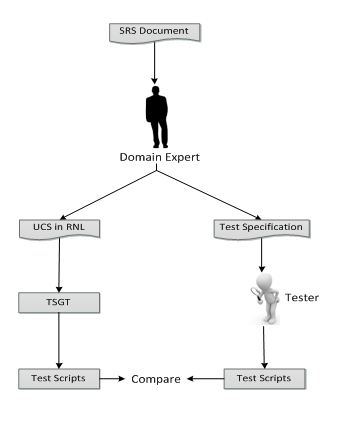 SRS Document
Domain Expert
UCS in RNL
Test Specification
TSGT
Tester
Test Scripts
Compare
Test Scripts